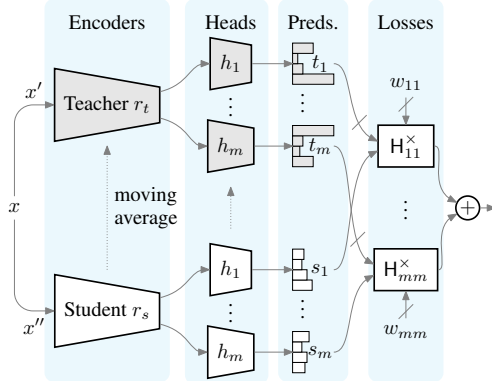 Encoders Heads Preds. Losses
x′ Teacher r_t h_1 t_1 w_11
⋮ ⋮
h_m t_m H^×_11
x moving
average
⋮ +
h_1 s_1 H^×_mm
x″ Student r_s ⋮ ⋮
h_m s_m w_mm